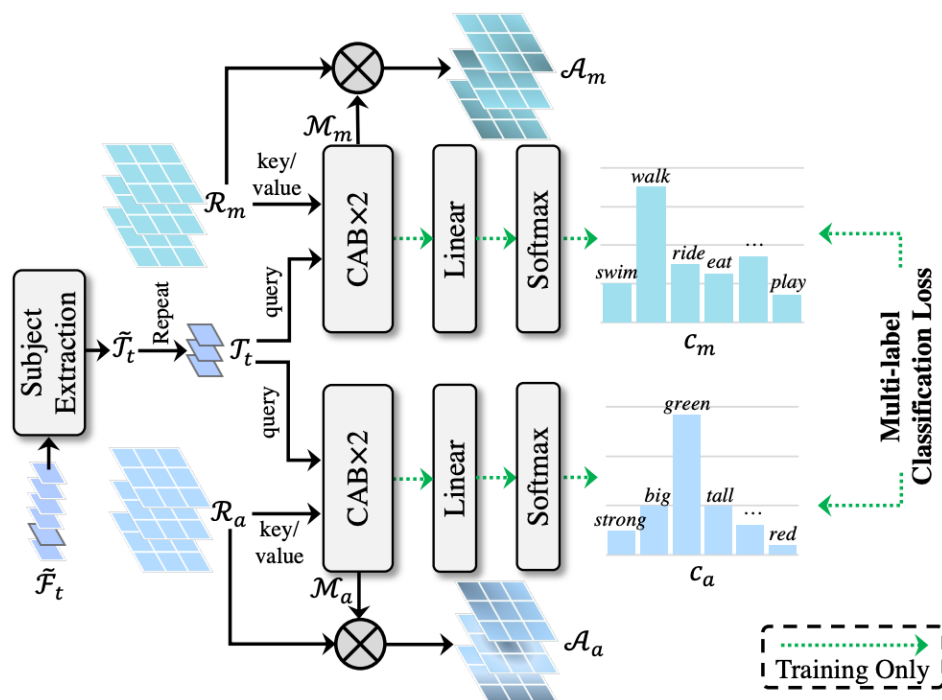 𝒜ₘ
ℳₘ
key/
value
ℛₘ
CAB×2
Linear
Softmax
walk
swim
ride
eat
...
play
cₘ
query
Repeat
Subject
Extraction
𝒯̃ₜ
𝒯ₜ
query
Multi-label
Classification Loss
CAB×2
Linear
Softmax
green
strong
big
tall
...
red
cₐ
ℛₐ
key/
value
ℱ̃ₜ
ℳₐ
𝒜ₐ
Training Only